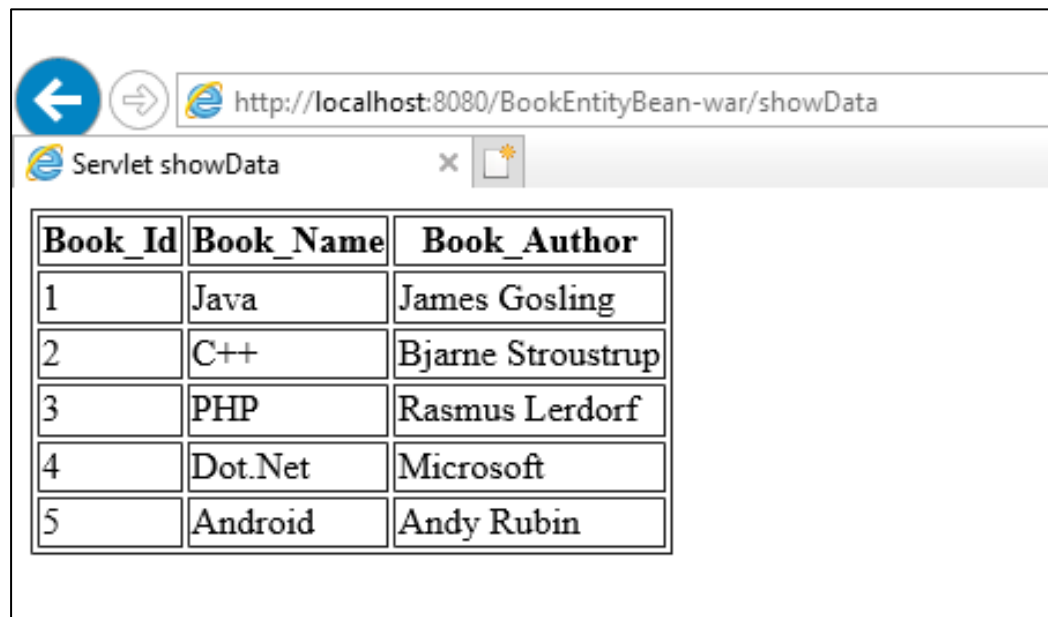 http://localhost:8080/BookEntityBean-war/showData
Servlet showData
Book_Id Book_Name Book_Author
1 Java James Gosling
2 C++ Bjarne Stroustrup
3 PHP Rasmus Lerdorf
4 Dot.Net Microsoft
5 Android Andy Rubin